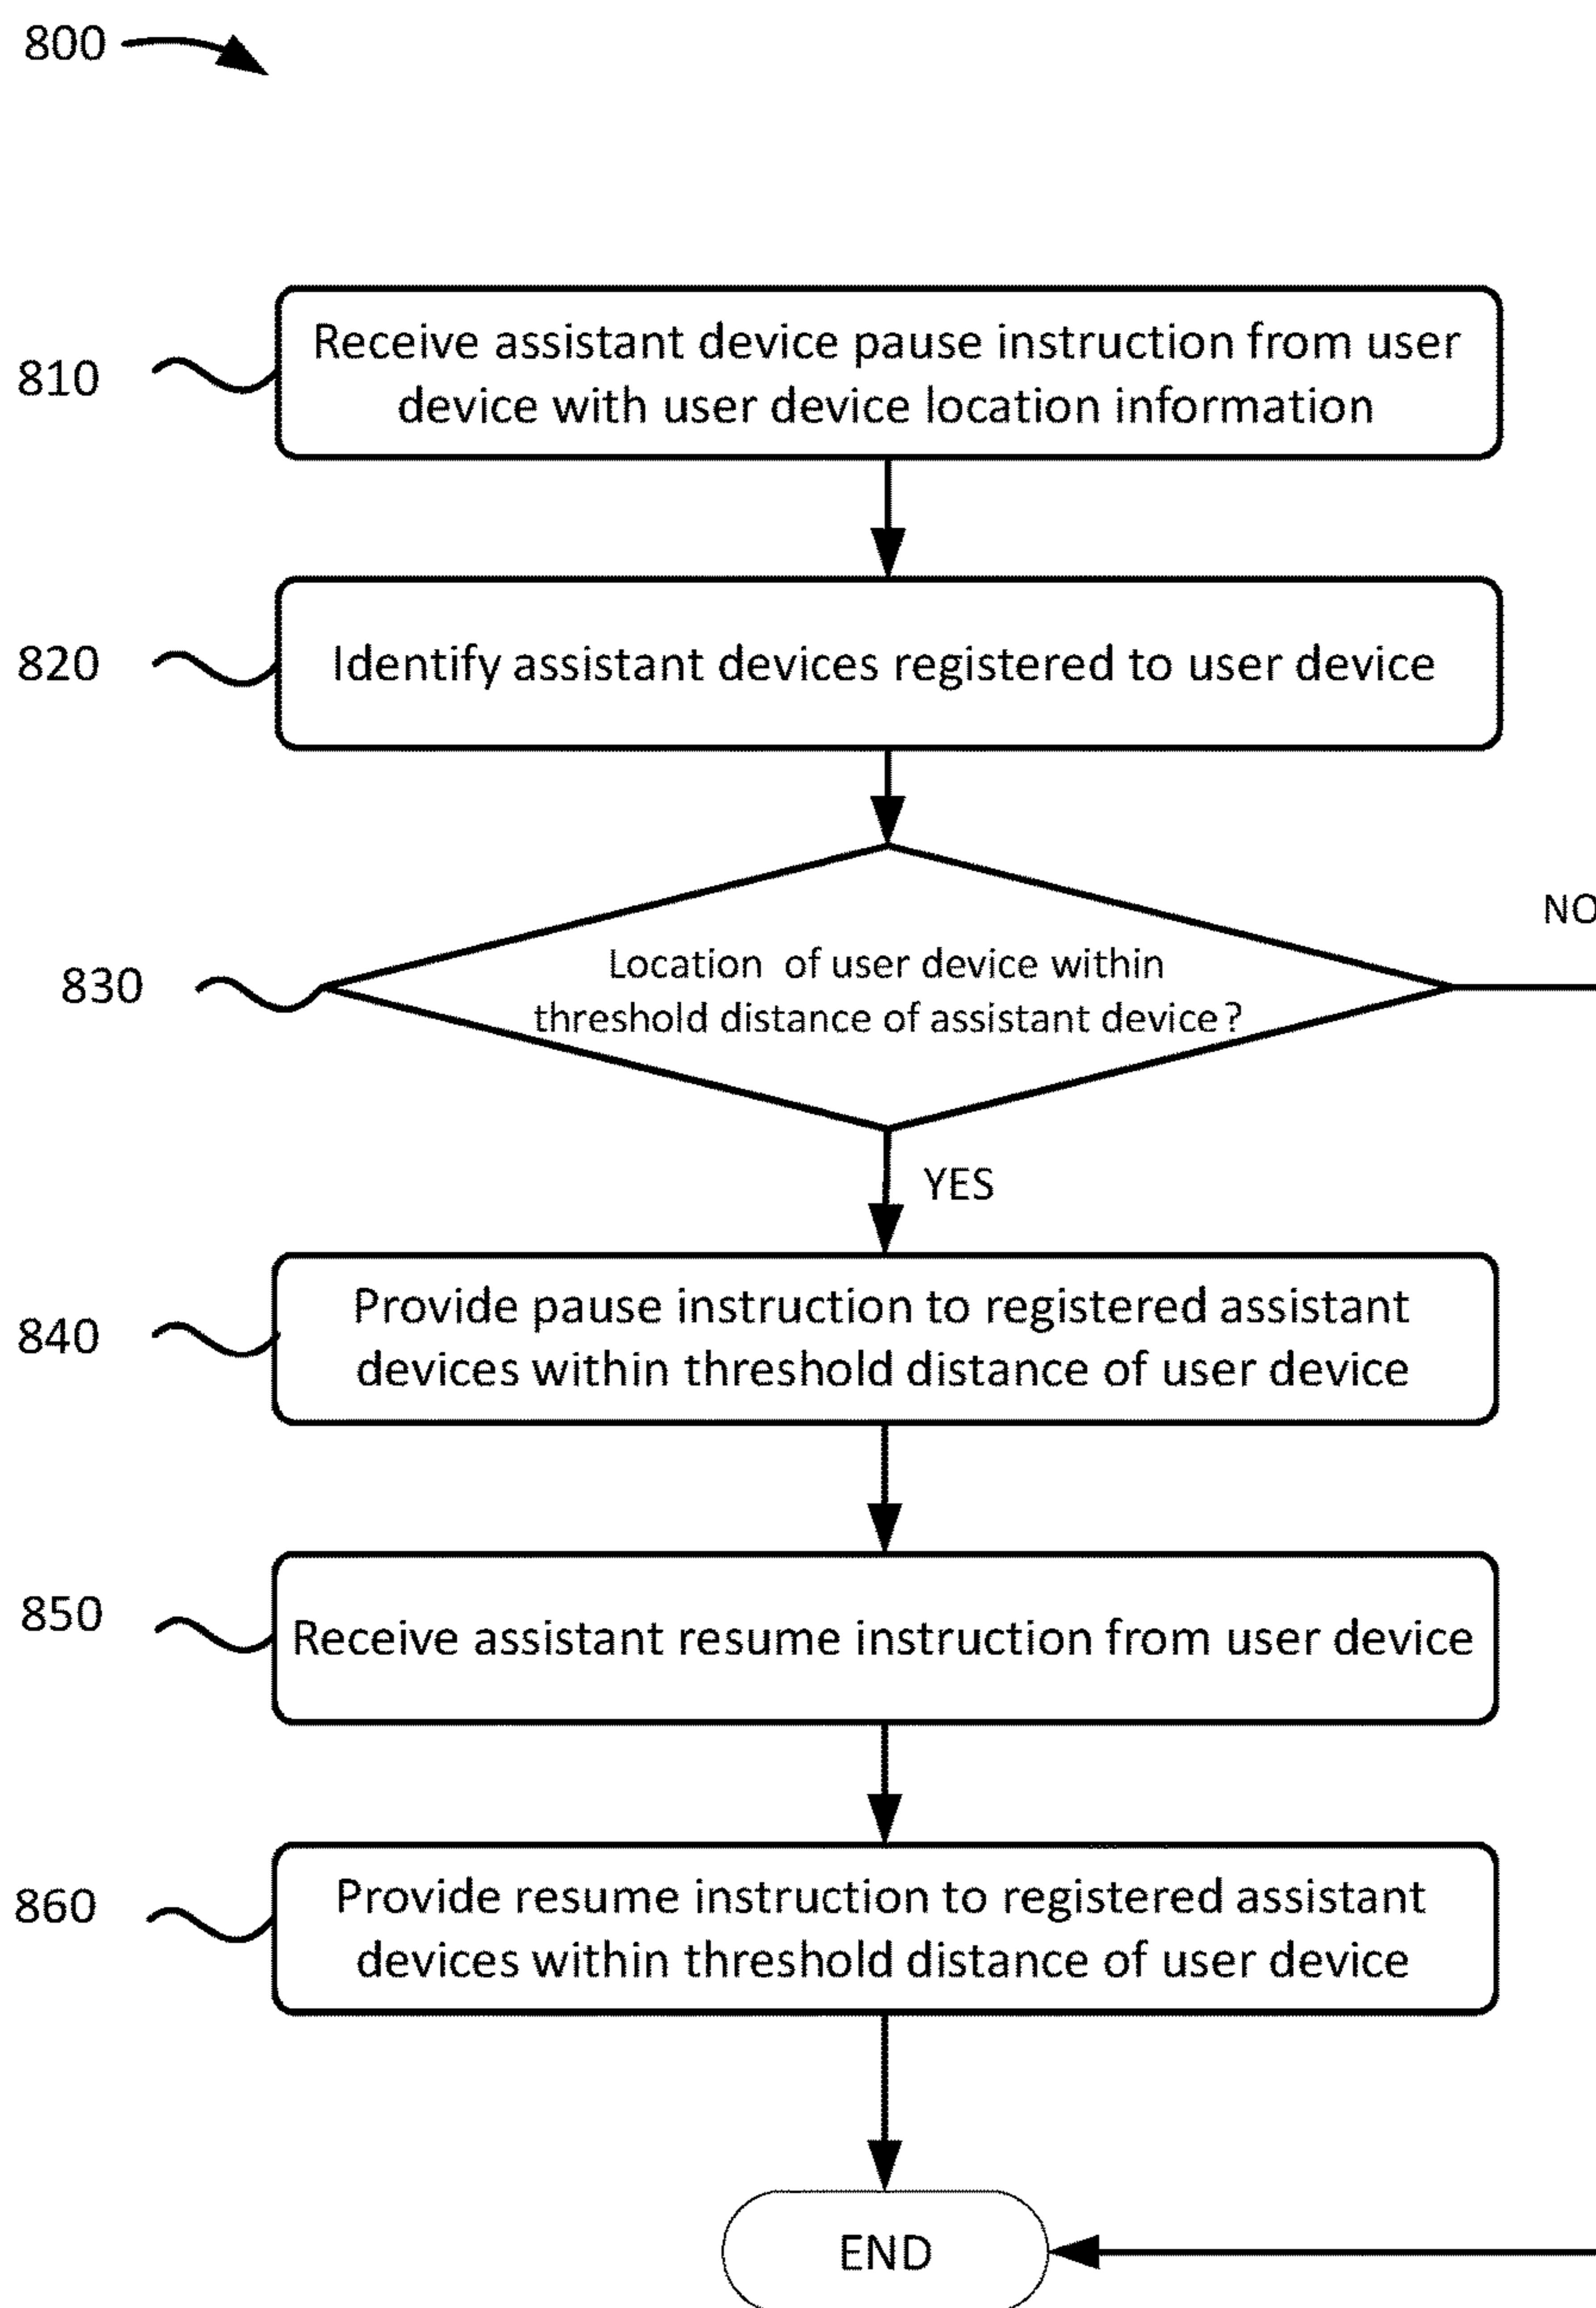 800
810
Receive assistant device pause instruction from user
device with user device location information
820
Identify assistant devices registered to user device
830
Location of user device within
threshold distance of assistant device?
NO
YES
840
Provide pause instruction to registered assistant
devices within threshold distance of user device
850
Receive assistant resume instruction from user device
860
Provide resume instruction to registered assistant
devices within threshold distance of user device
END